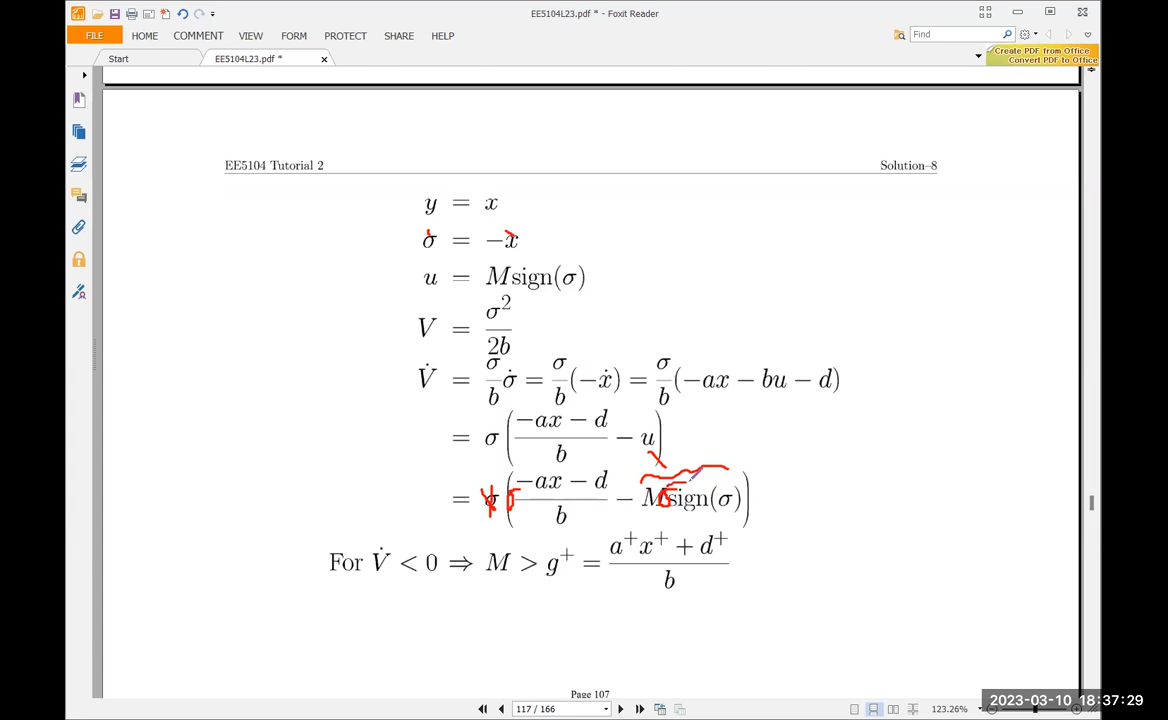 EE5104L23.pdf * - Foxit Reader
FILE HOME COMMENT VIEW FORM PROTECT SHARE HELP Find
Start EE5104L23.pdf * Create PDF from Office
Convert PDF to Office
EE5104 Tutorial 2 Solution–8
y = x
σ = −x
u = Msign(σ)
V = σ² / 2b
V̇ = σ/b σ̇ = σ/b (−ẋ) = σ/b (−ax − bu − d)
= σ ( (−ax − d)/b − u )
= σ ( (−ax − d)/b − Msign(σ) )
For V̇ < 0 ⇒ M > g⁺ = (a⁺x⁺ + d⁺)/b
Page 107
117 / 166 123.26%
2023-03-10 18:37:29